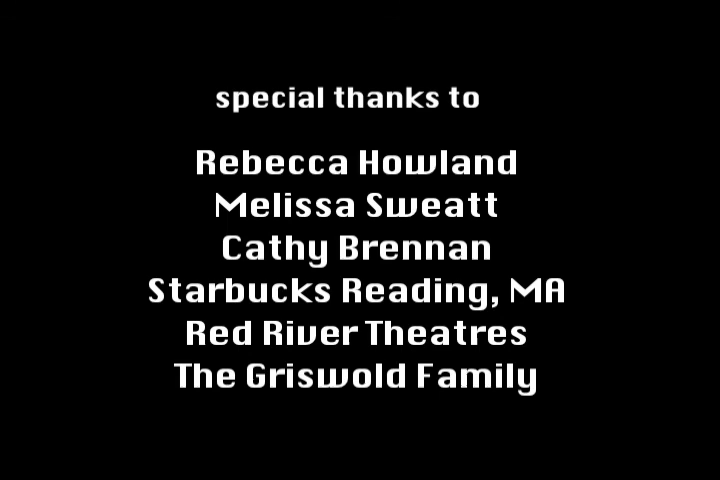 special thanks to
Rebecca Howland
Melissa Sweatt
Cathy Brennan
Starbucks Reading, MA
Red River Theatres
The Griswold Family